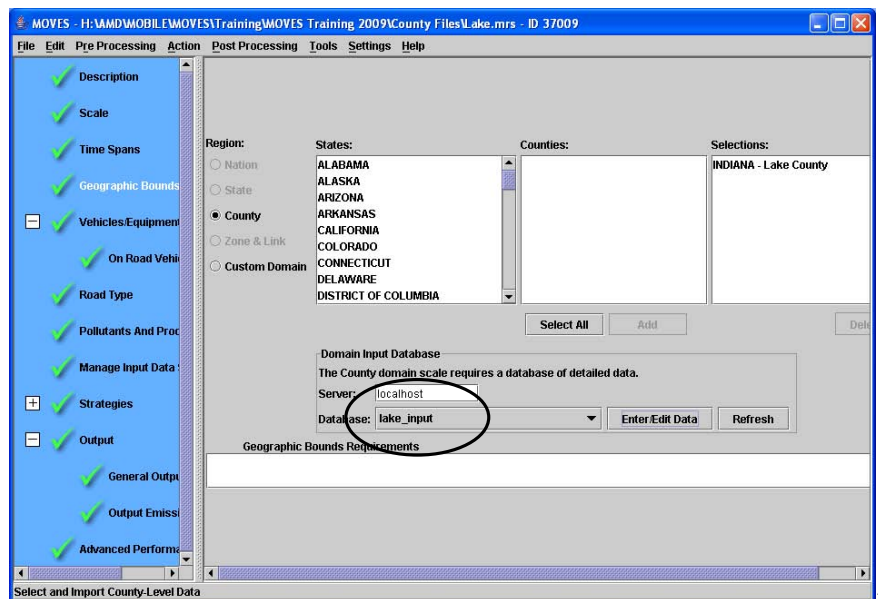 MOVES - H:\AMD\MOBILE\MOVES\Training\MOVES Training 2009\County Files\Lake.mrs - ID 37009
File Edit Pre Processing Action Post Processing Tools Settings Help
Description
Scale
Time Spans
Geographic Bounds
Vehicles/Equipment
On Road Vehi
Road Type
Pollutants And Proc
Manage Input Data
Strategies
Output
General Outpu
Output Emissi
Advanced Performa
Region:
Nation
State
County
Zone & Link
Custom Domain
States:
ALABAMA
ALASKA
ARIZONA
ARKANSAS
CALIFORNIA
COLORADO
CONNECTICUT
DELAWARE
DISTRICT OF COLUMBIA
Counties:
Selections:
INDIANA - Lake County
Select All Add Dele
Domain Input Database
The County domain scale requires a database of detailed data.
Server: localhost
Database: lake_input Enter/Edit Data Refresh
Geographic Bounds Requirements
Select and Import County-Level Data